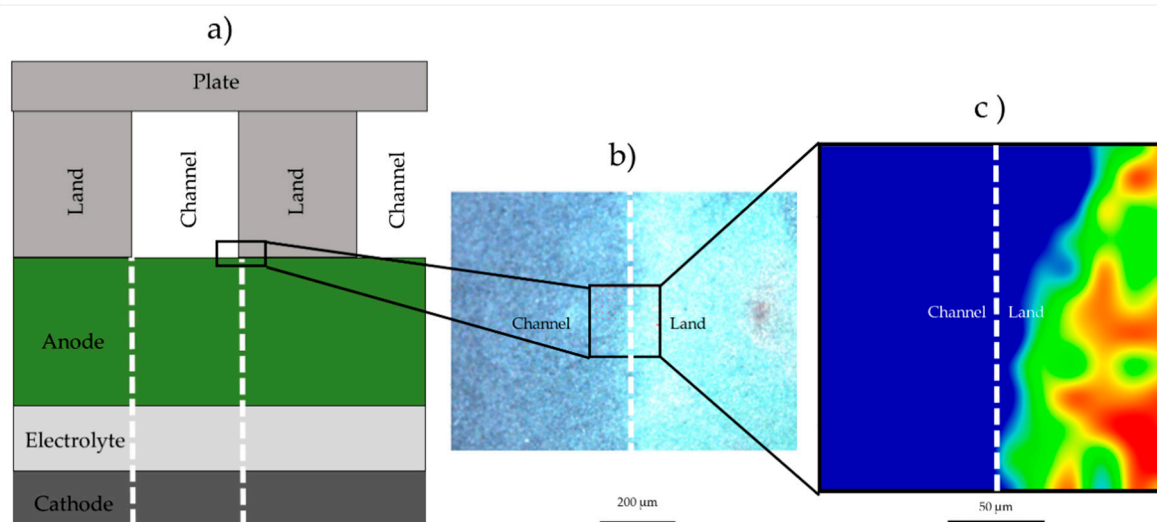 a)
Plate
Land
Channel
Land
Channel
Anode
Electrolyte
Cathode
b)
Channel
Land
200 µm
c )
Channel
Land
50 µm